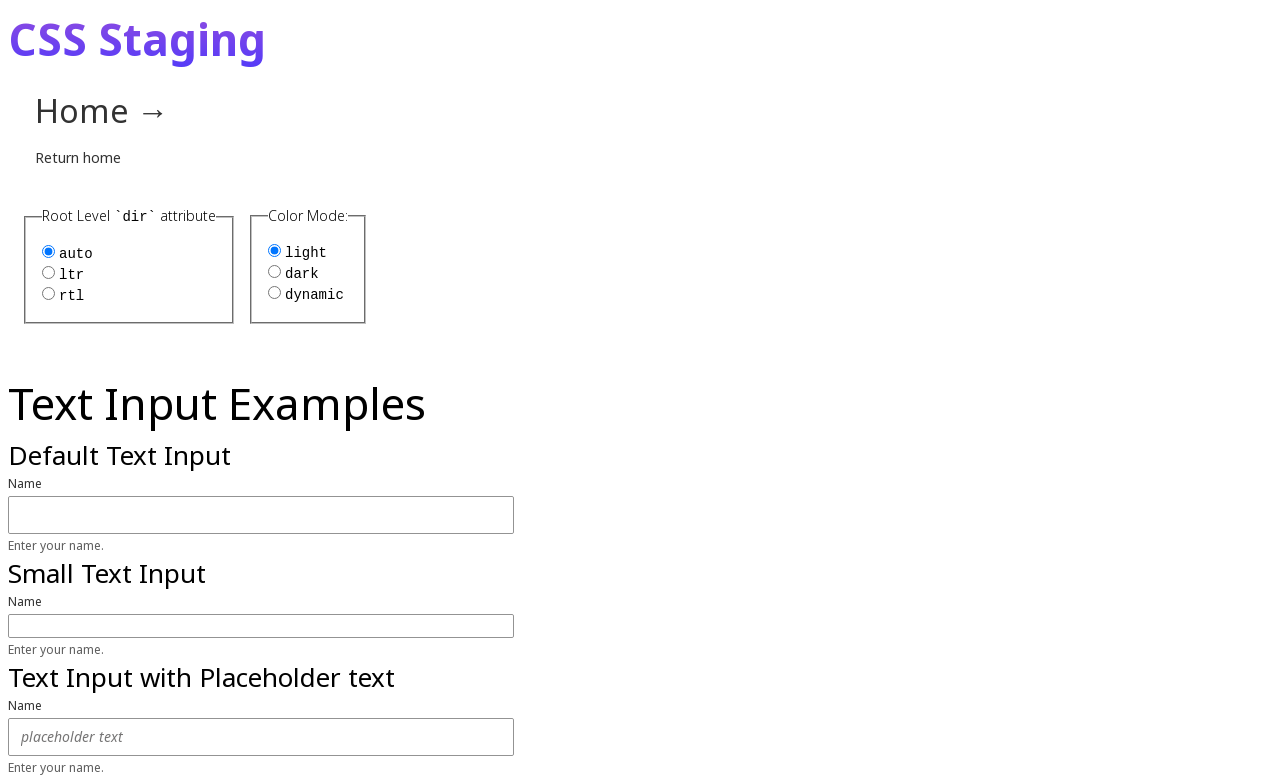 CSS Staging
Home →
Return home
Root Level `dir` attribute
auto
ltr
rtl
Color Mode:
light
dark
dynamic
Text Input Examples
Default Text Input
Name
Enter your name.
Small Text Input
Name
Enter your name.
Text Input with Placeholder text
Name
placeholder text
Enter your name.